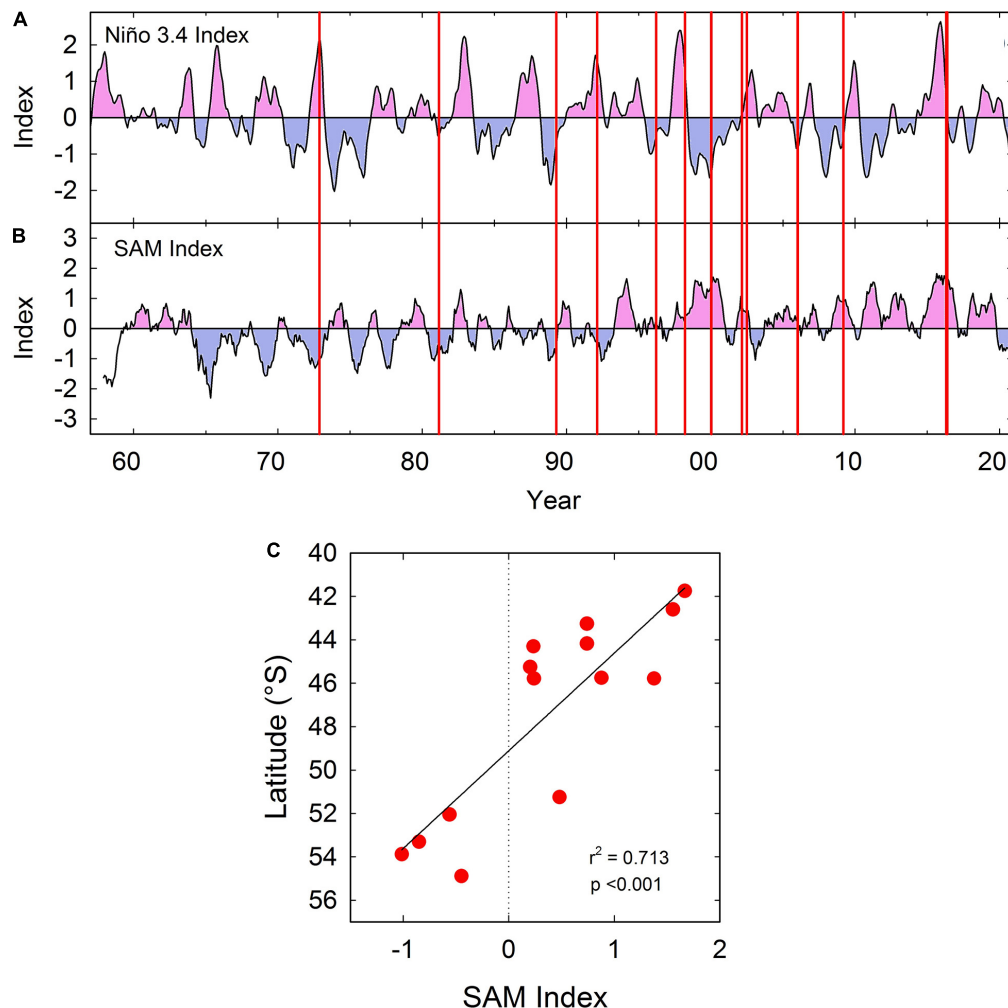 A
Niño 3.4 Index
Index
2
1
0
-1
-2
B
SAM Index
Index
3
2
1
0
-1
-2
-3
60 70 80 90 00 10 20
Year
C
Latitude (°S)
40
42
44
46
48
50
52
54
56
r² = 0.713
p <0.001
-1 0 1 2
SAM Index